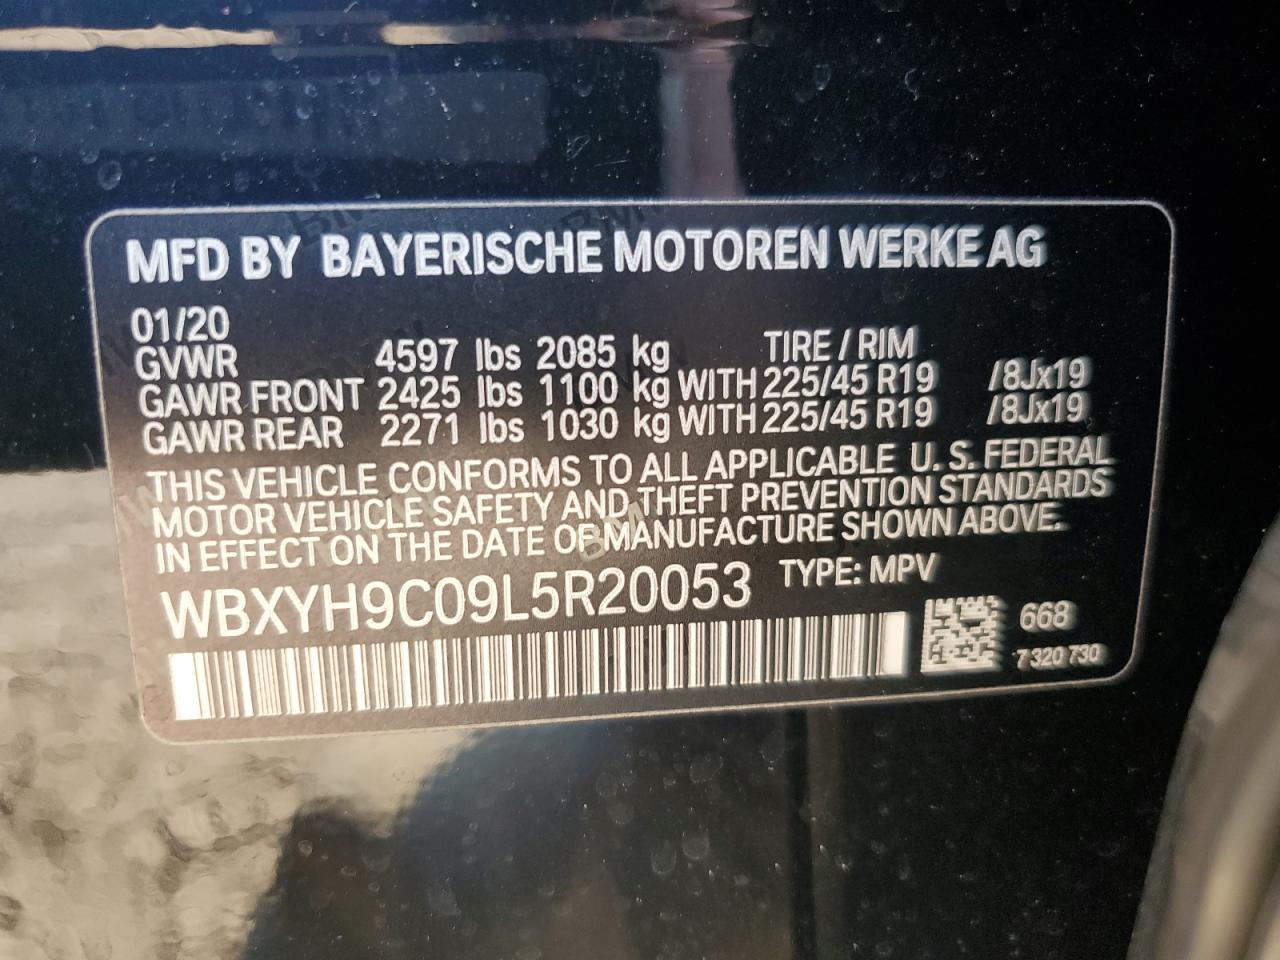 MFD BY BAYERISCHE MOTOREN WERKE AG
01/20
GVWR 4597 lbs 2085 kg TIRE / RIM
GAWR FRONT 2425 lbs 1100 kg WITH 225/45 R19 /8Jx19
GAWR REAR 2271 lbs 1030 kg WITH 225/45 R19 /8Jx19
THIS VEHICLE CONFORMS TO ALL APPLICABLE U. S. FEDERAL
MOTOR VEHICLE SAFETY AND THEFT PREVENTION STANDARDS
IN EFFECT ON THE DATE OF MANUFACTURE SHOWN ABOVE.
WBXYH9C09L5R20053 TYPE: MPV
668
7 320 730